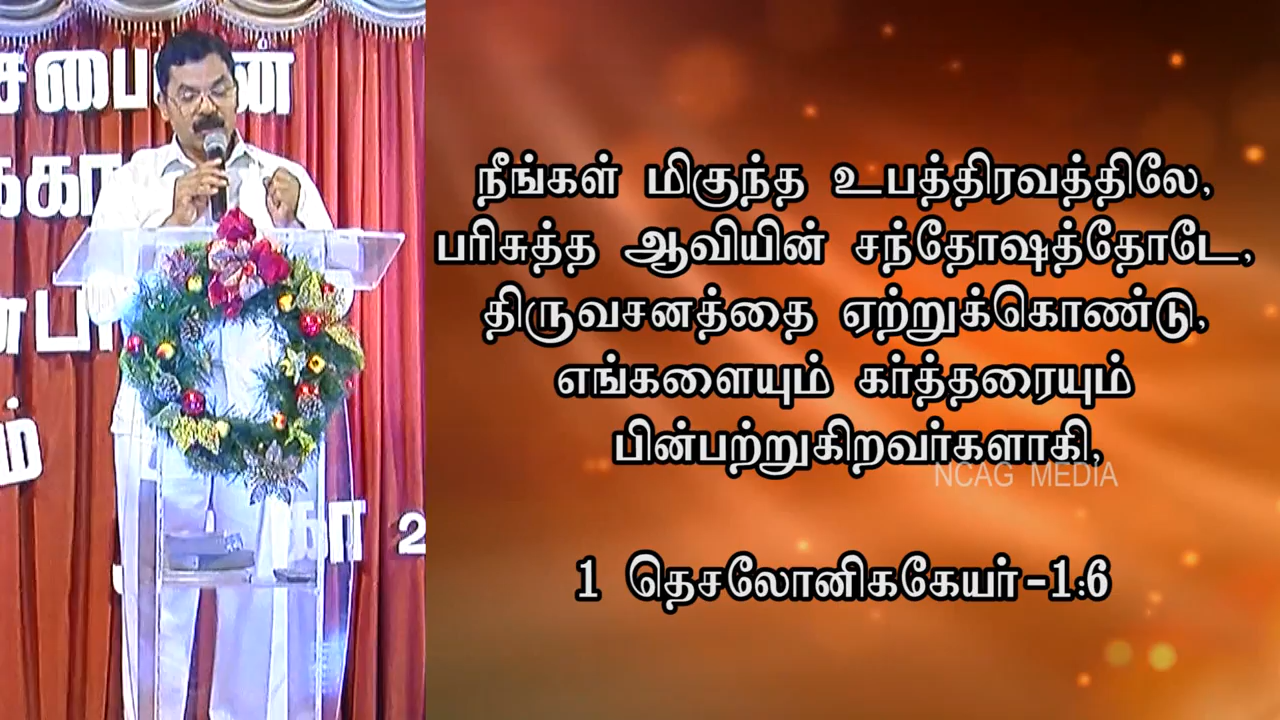 நீங்கள் மிகுந்த உபத்திரவத்திலே,
பரிசுத்த ஆவியின் சந்தோஷத்தோடே,
திருவசனத்தை ஏற்றுக்கொண்டு,
எங்களையும் கர்த்தரையும்
பின்பற்றுகிறவர்களாகி,
NCAG MEDIA
1 தெசலோனிககேயர்-1:6